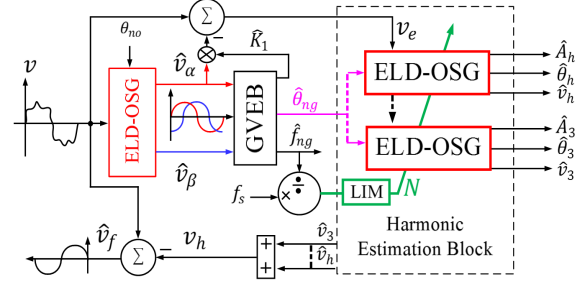 θ_no
Σ
v_e
K̂_1
v
ELD-OSG
v̂_α
v̂_β
GVEB
θ̂_ng
f̂_ng
f_s
×
÷
LIM
N
ELD-OSG
Â_h
θ̂_h
v̂_h
ELD-OSG
Â_3
θ̂_3
v̂_3
Harmonic
Estimation Block
v̂_f
Σ
v_h
+
+
v̂_3
v̂_h